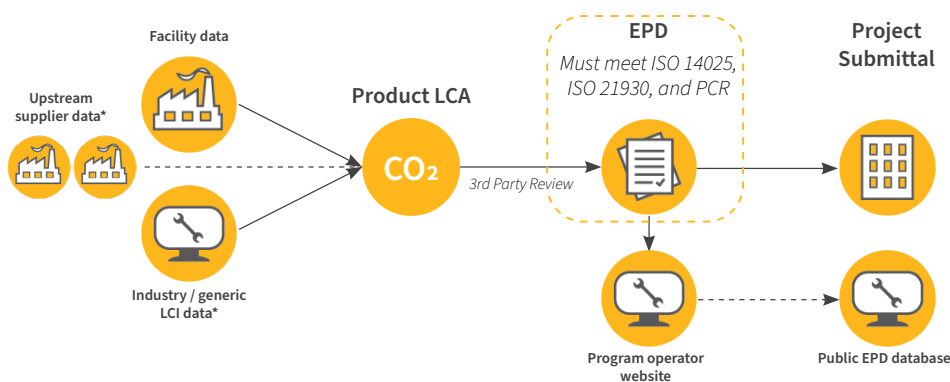 Facility data
Upstream
supplier data*
Industry / generic
LCI data*
Product LCA
CO₂
3rd Party Review
EPD
Must meet ISO 14025,
ISO 21930, and PCR
Project
Submittal
Program operator
website
Public EPD database